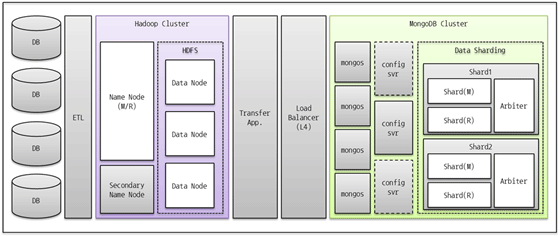 Hadoop Cluster
MongoDB Cluster
DB
DB
DB
DB
ETL
Name Node
(M/R)
Secondary
Name Node
HDFS
Data Node
Data Node
Data Node
Transfer
App.
Load
Balancer
(L4)
mongos
mongos
mongos
mongos
config
svr
config
svr
config
svr
Data Sharding
Shard1
Shard(M)
Shard(R)
Arbiter
Shard2
Shard(M)
Shard(R)
Arbiter